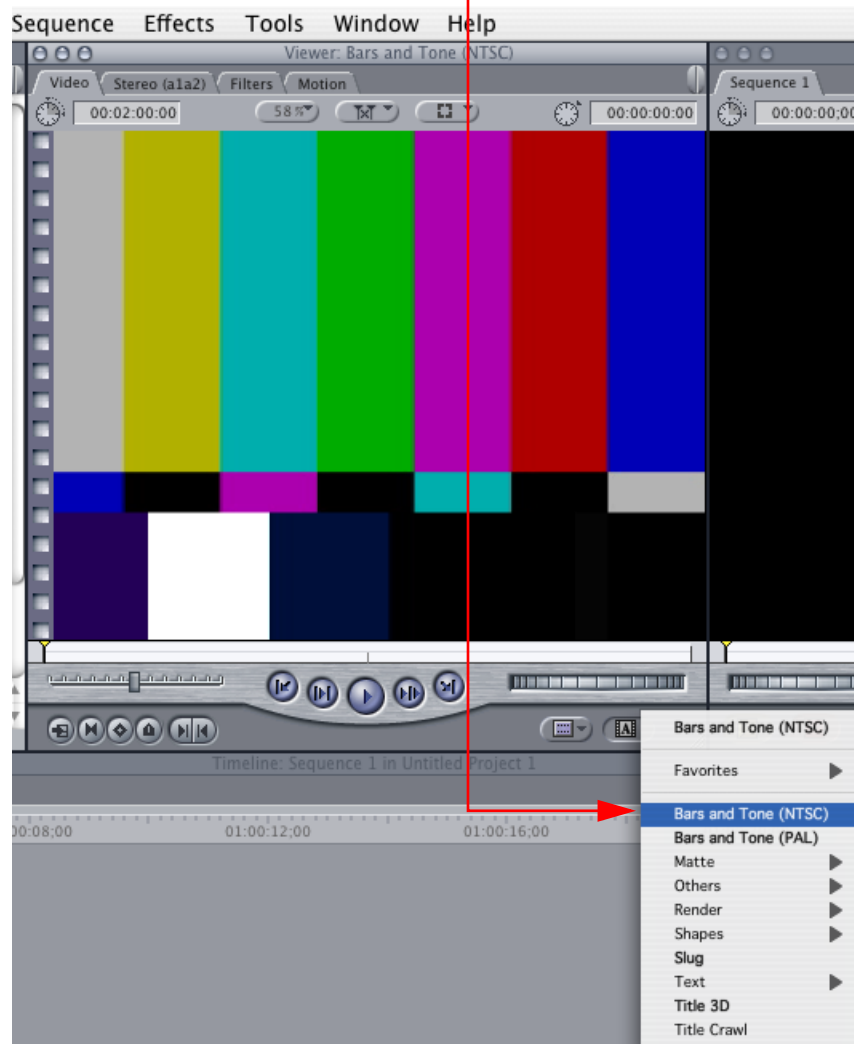 Sequence Effects Tools Window Help
Viewer: Bars and Tone (NTSC)
Video Stereo (a1a2) Filters Motion
Sequence 1
00:02:00:00 58% 00:00:00:00
00:00:00;00
A
Bars and Tone (NTSC)
Favorites
Bars and Tone (NTSC)
Bars and Tone (PAL)
Matte
Others
Render
Shapes
Slug
Text
Title 3D
Title Crawl
Timeline: Sequence 1 in Untitled Project 1
00:08;00 01:00:12;00 01:00:16;00